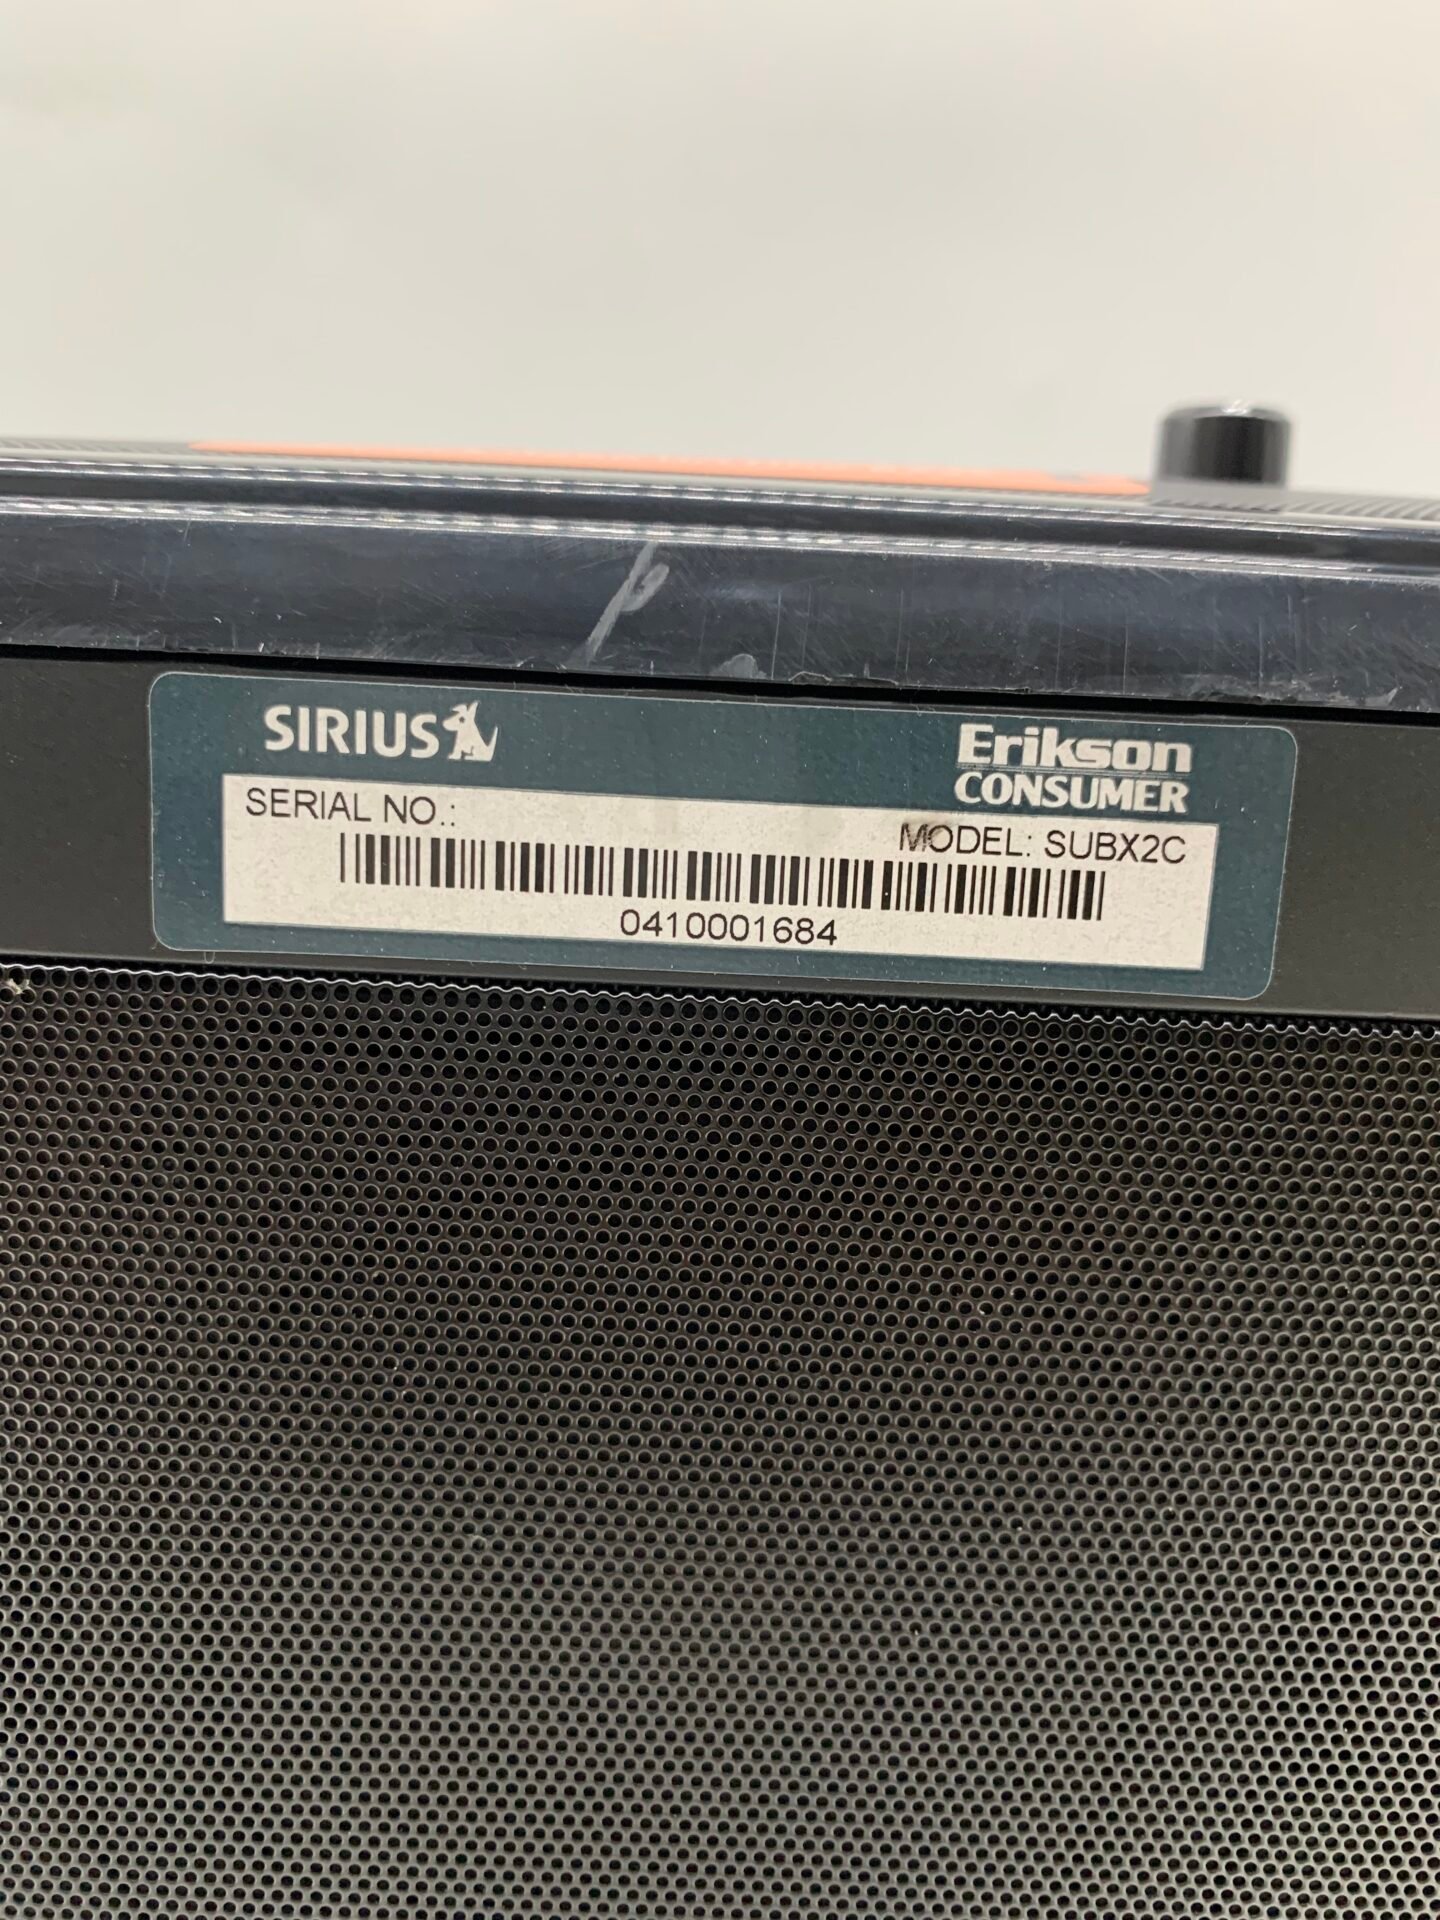 SIRIUS
Erikson
CONSUMER
SERIAL NO.:
MODEL: SUBX2C
0410001684